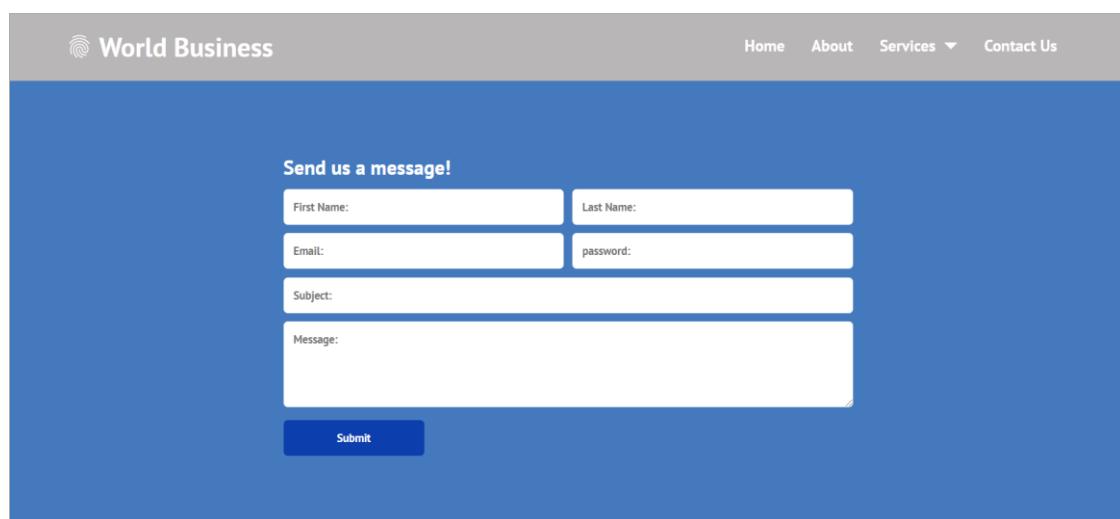 World Business
Home About Services Contact Us
Send us a message!
First Name: Last Name:
Email: password:
Subject:
Message:
Submit